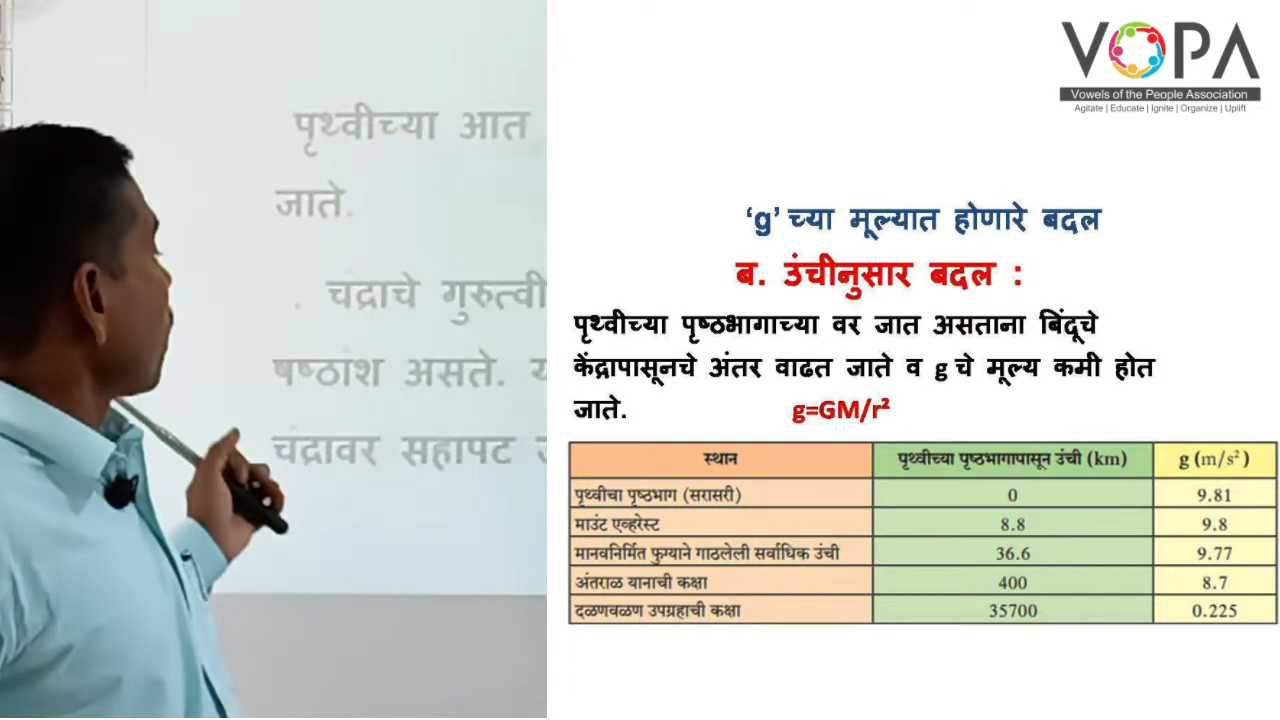 पृथ्वीच्या आत
जाते.
. चंद्राचे गुरुत्वी
षष्ठांश असते.
चंद्रावर सहापट
VOPA
Vowels of the People Association
Agitate | Educate | Ignite | Organize | Uplift
‘g’ च्या मूल्यात होणारे बदल
ब. उंचीनुसार बदल :
पृथ्वीच्या पृष्ठभागाच्या वर जात असताना बिंदूचे
केंद्रापासूनचे अंतर वाढत जाते व g चे मूल्य कमी होत
जाते. g=GM/r²
स्थान पृथ्वीच्या पृष्ठभागापासून उंची (km) g (m/s²)
पृथ्वीचा पृष्ठभाग (सरासरी) 0 9.81
माउंट एव्हरेस्ट 8.8 9.8
मानवनिर्मित फुग्याने गाठलेली सर्वाधिक उंची 36.6 9.77
अंतराळ यानाची कक्षा 400 8.7
दळणवळण उपग्रहाची कक्षा 35700 0.225